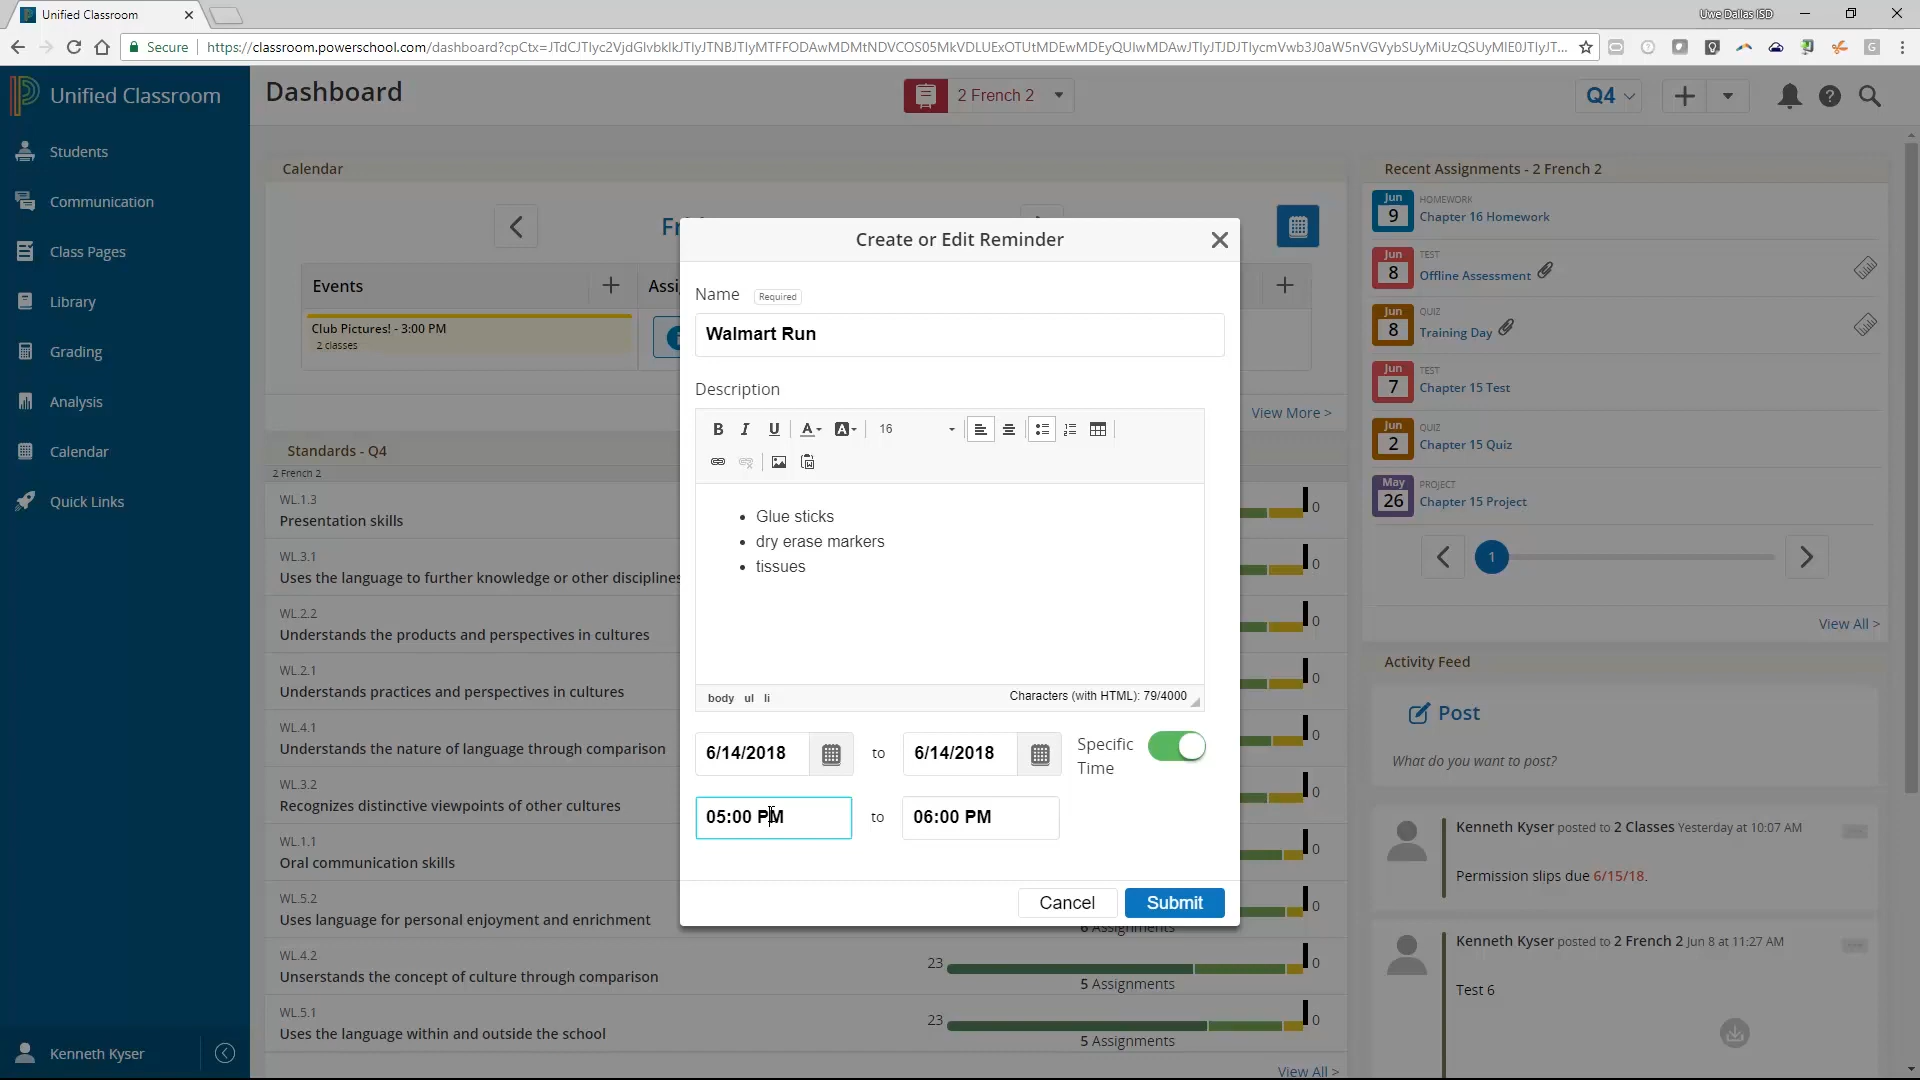 Unified Classroom
Uwe Dallas ISD
Secure
https://classroom.powerschool.com/dashboard?cpCtx=
Unified Classroom
Dashboard
2 French 2
Q4
Students
Communication
Class Pages
Library
Grading
Analysis
Calendar
Quick Links
Kenneth Kyser
Calendar
Events
Club Pictures! - 3:00 PM
2 classes
View More >
Standards - Q4
2 French 2
WL.1.3
Presentation skills
0
WL.3.1
Uses the language to further knowledge or other disciplines
0
WL.2.2
Understands the products and perspectives in cultures
0
WL.2.1
Understands practices and perspectives in cultures
0
WL.4.1
Understands the nature of language through comparison
0
WL.3.2
Recognizes distinctive viewpoints of other cultures
0
WL.1.1
Oral communication skills
0
WL.5.2
Uses language for personal enjoyment and enrichment
0
6 Assignments
WL.4.2
Unserstands the concept of culture through comparison
23
0
5 Assignments
WL.5.1
Uses the language within and outside the school
23
0
5 Assignments
View All >
Create or Edit Reminder
Name Required
Walmart Run
Description
B I U A A 16
Glue sticks
dry erase markers
tissues
body ul li
Characters (with HTML): 79/4000
6/14/2018 to 6/14/2018
Specific
Time
05:00 PM to 06:00 PM
Cancel
Submit
Recent Assignments - 2 French 2
Jun
9
HOMEWORK
Chapter 16 Homework
Jun
8
TEST
Offline Assessment
Jun
8
QUIZ
Training Day
Jun
7
TEST
Chapter 15 Test
Jun
2
QUIZ
Chapter 15 Quiz
May
26
PROJECT
Chapter 15 Project
1
View All >
Activity Feed
Post
What do you want to post?
Kenneth Kyser posted to 2 Classes Yesterday at 10:07 AM
Permission slips due 6/15/18.
Kenneth Kyser posted to 2 French 2 Jun 8 at 11:27 AM
Test 6